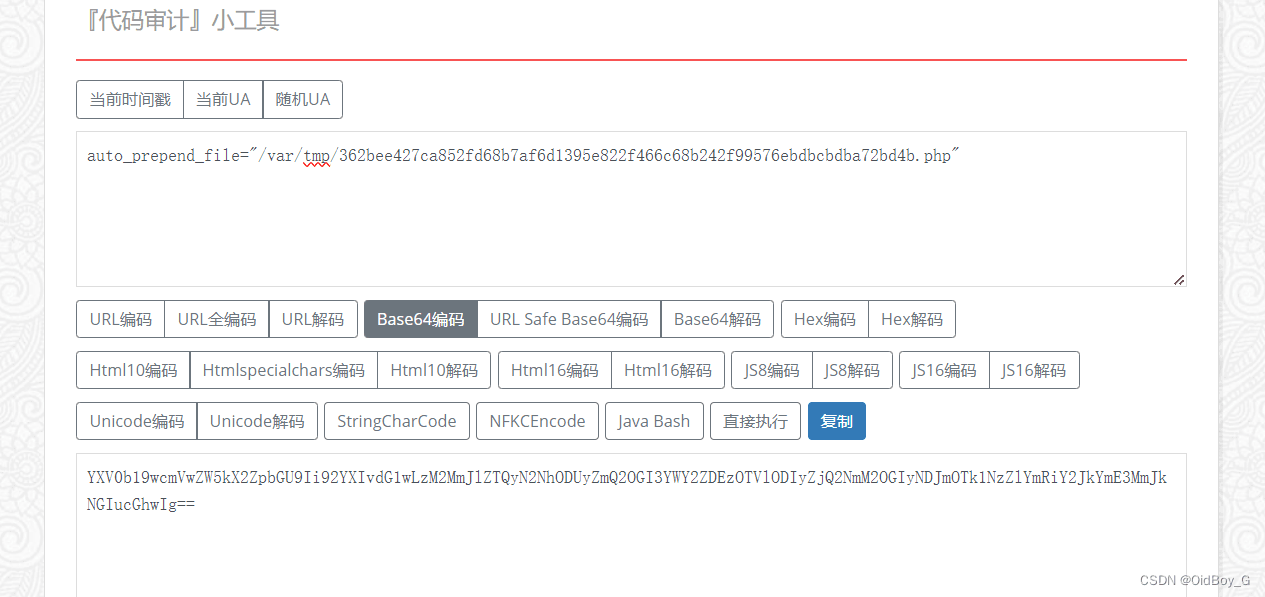 『代码审计』小工具
当前时间戳 当前UA 随机UA
auto_prepend_file="/var/tmp/362bee427ca852fd68b7af6d1395e822f466c68b242f99576ebdbcbdba72bd4b.php"
URL编码 URL全编码 URL解码 Base64编码 URL Safe Base64编码 Base64解码 Hex编码 Hex解码
Html10编码 Htmlspecialchars编码 Html10解码 Html16编码 Html16解码 JS8编码 JS8解码 JS16编码 JS16解码
Unicode编码 Unicode解码 StringCharCode NFKCEncode Java Bash 直接执行 复制
YXV0b19wcmVwZW5kX2ZpbGU9Ii92YXIvdG1wLzM2MmJlZTQyN2NhODUyZmQ2OGI3YWY2ZDEzOTVlODIyZjQ2NmM2OGIyNDJmOTk1NzZlYmRiY2JkYmE3MmJk
NGIucGhwIg==
CSDN @OidBoy_G